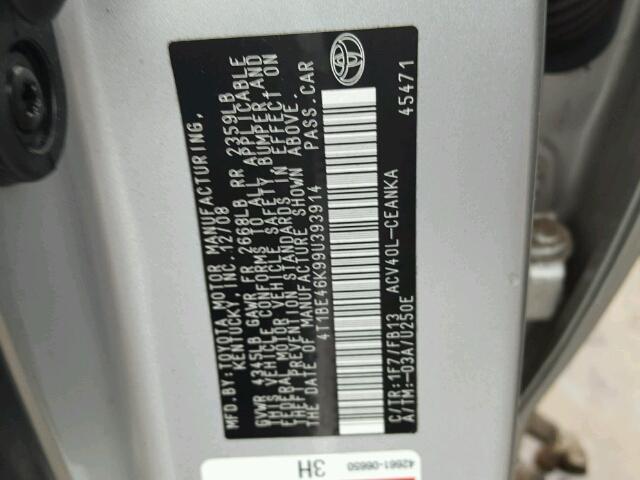 MFD.BY:TOYOTA MOTOR MANUFACTURING,
KENTUCKY, INC. 12/08
GVWR 4345LB GAWR FR 2668LB RR 2359LB
THIS VEHICLE CONFORMS TO ALL APPLICABLE
FEDERAL MOTOR VEHICLE SAFETY BUMPER,AND
THEFT PREVENTION STANDARDS IN EFFECT ON
THE DATE OF MANUFACTURE SHOWN ABOVE.
4T1BE46K99U393914 PASS.CAR
C/TR:1F7/FB13 ACV40L-CEANKA 45471
A/TM:-03A/U250E
42661-06650
3H